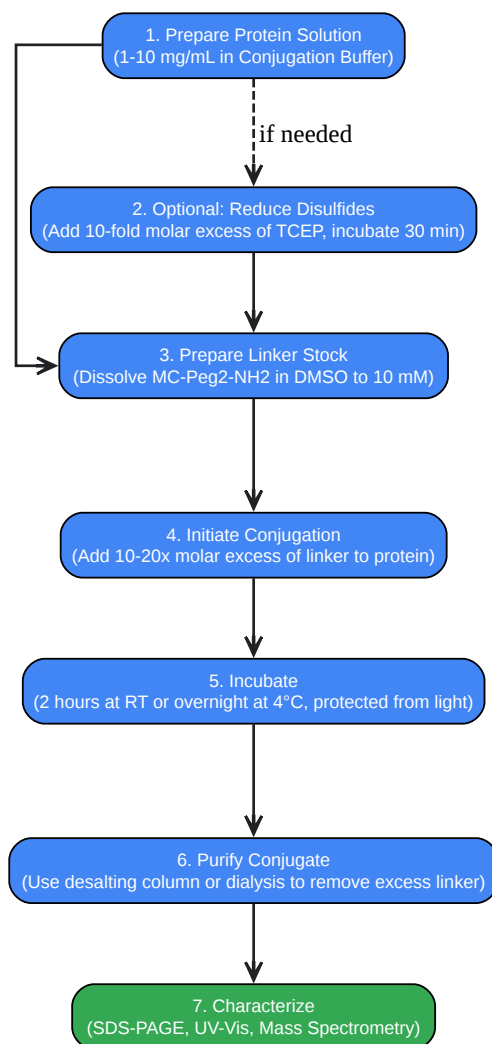 1. Prepare Protein Solution
(1-10 mg/mL in Conjugation Buffer)
if needed
2. Optional: Reduce Disulfides
(Add 10-fold molar excess of TCEP, incubate 30 min)
3. Prepare Linker Stock
(Dissolve MC-Peg2-NH2 in DMSO to 10 mM)
4. Initiate Conjugation
(Add 10-20x molar excess of linker to protein)
5. Incubate
(2 hours at RT or overnight at 4°C, protected from light)
6. Purify Conjugate
(Use desalting column or dialysis to remove excess linker)
7. Characterize
(SDS-PAGE, UV-Vis, Mass Spectrometry)